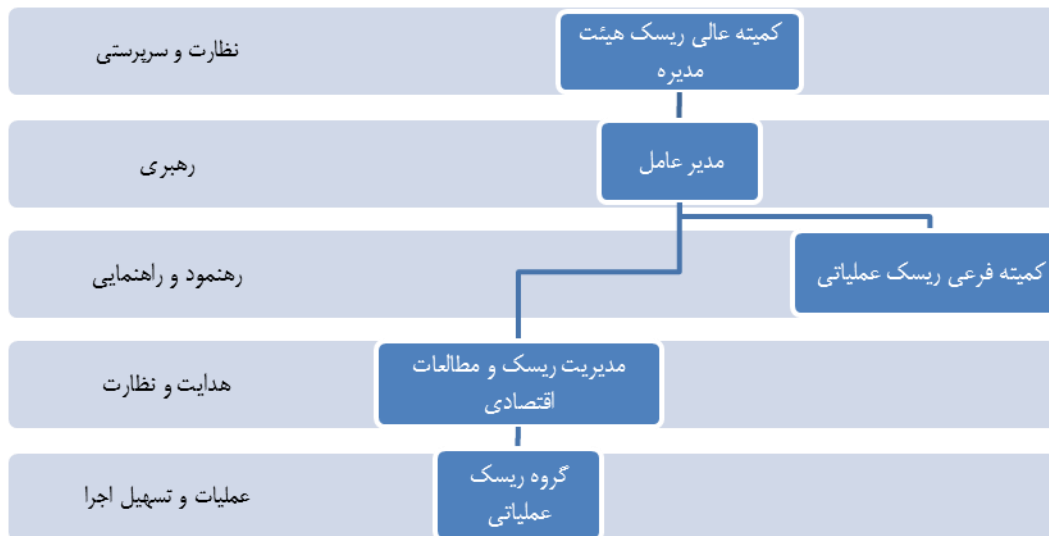 کمیته عالی ریسک هیئت
مدیره
نظارت و سرپرستی
مدیر عامل
رهبری
کمیته فرعی ریسک عملیاتی
رهنمود و راهنمایی
مدیریت ریسک و مطالعات
اقتصادی
هدایت و نظارت
گروه ریسک
عملیاتی
عملیات و تسهیل اجرا